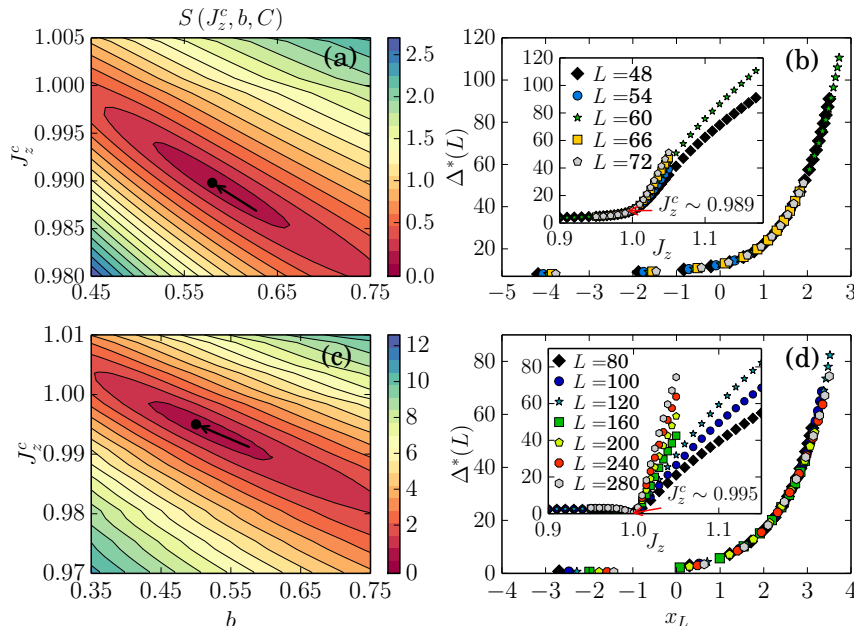 S (J_z^c, b, C)
(a)
J_z^c
1.005
1.000
0.995
0.990
0.985
0.980
0.45 0.55 0.65 0.75
2.5
2.0
1.5
1.0
0.5
0.0
(b)
Δ*(L)
120
100
80
60
40
20
−5 −4 −3 −2 −1 0 1 2 3
120
100
80
60
40
20
0
0.9 1.0 1.1
J_z
L =48
L =54
L =60
L =66
L =72
J_z^c ∼ 0.989
(c)
J_z^c
1.01
1.00
0.99
0.98
0.97
0.35 0.45 0.55 0.65 0.75
b
12
10
8
6
4
2
0
(d)
Δ*(L)
80
60
40
20
0
−4 −3 −2 −1 0 1 2 3 4
x_L
80
60
40
20
0
0.9 1.0 1.1
J_z
L =80
L =100
L =120
L =160
L =200
L =240
L =280
J_z^c ∼ 0.995